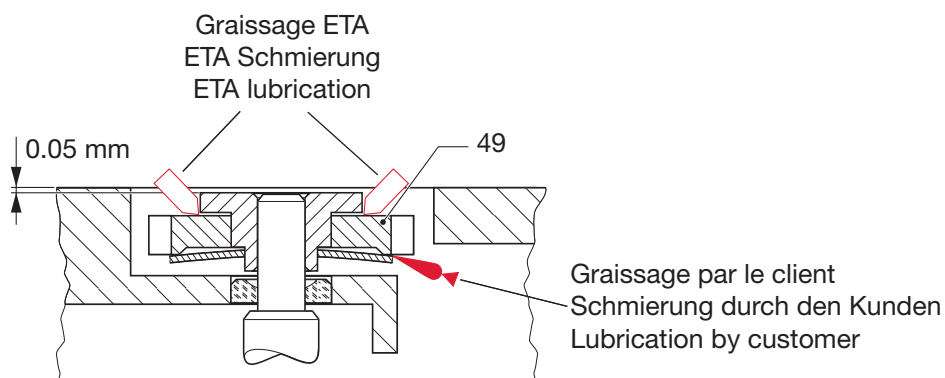 Graissage ETA
ETA Schmierung
ETA lubrication
0.05 mm
49
Graissage par le client
Schmierung durch den Kunden
Lubrication by customer